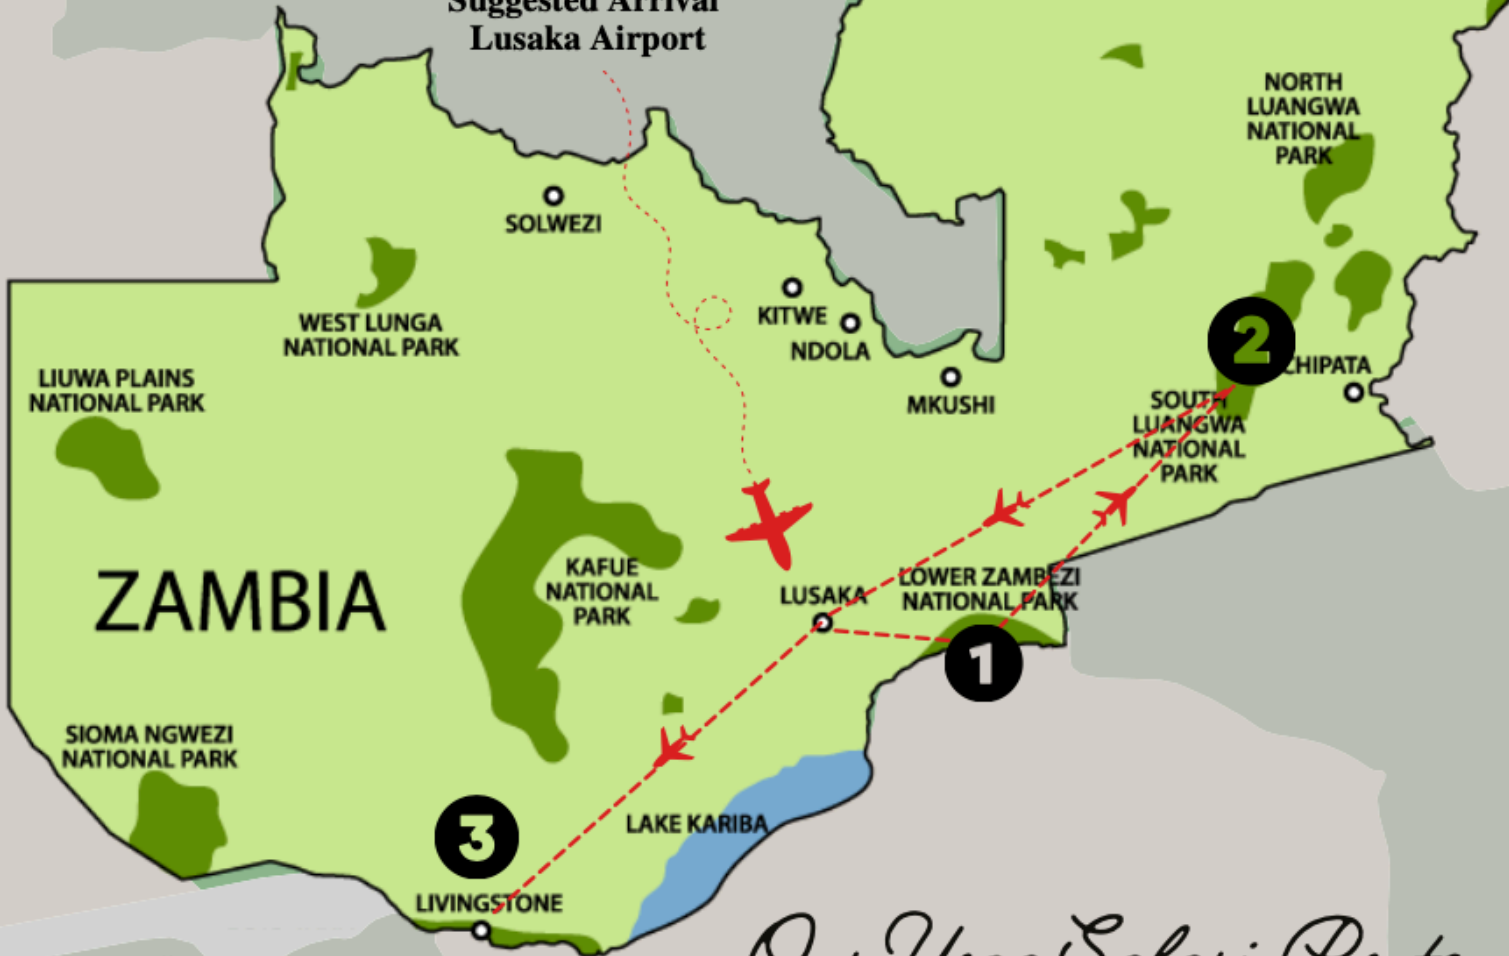 Suggested Arrival
Lusaka Airport
NORTH
LUANGWA
NATIONAL
PARK
SOLWEZI
KITWE
NDOLA
WEST LUNGA
NATIONAL PARK
MKUSHI
2
CHIPATA
LIUWA PLAINS
NATIONAL PARK
SOUTH
LUANGWA
NATIONAL
PARK
ZAMBIA
KAFUE
NATIONAL
PARK
LUSAKA
LOWER ZAMBEZI
NATIONAL PARK
1
SIOMA NGWEZI
NATIONAL PARK
3
LAKE KARIBA
LIVINGSTONE